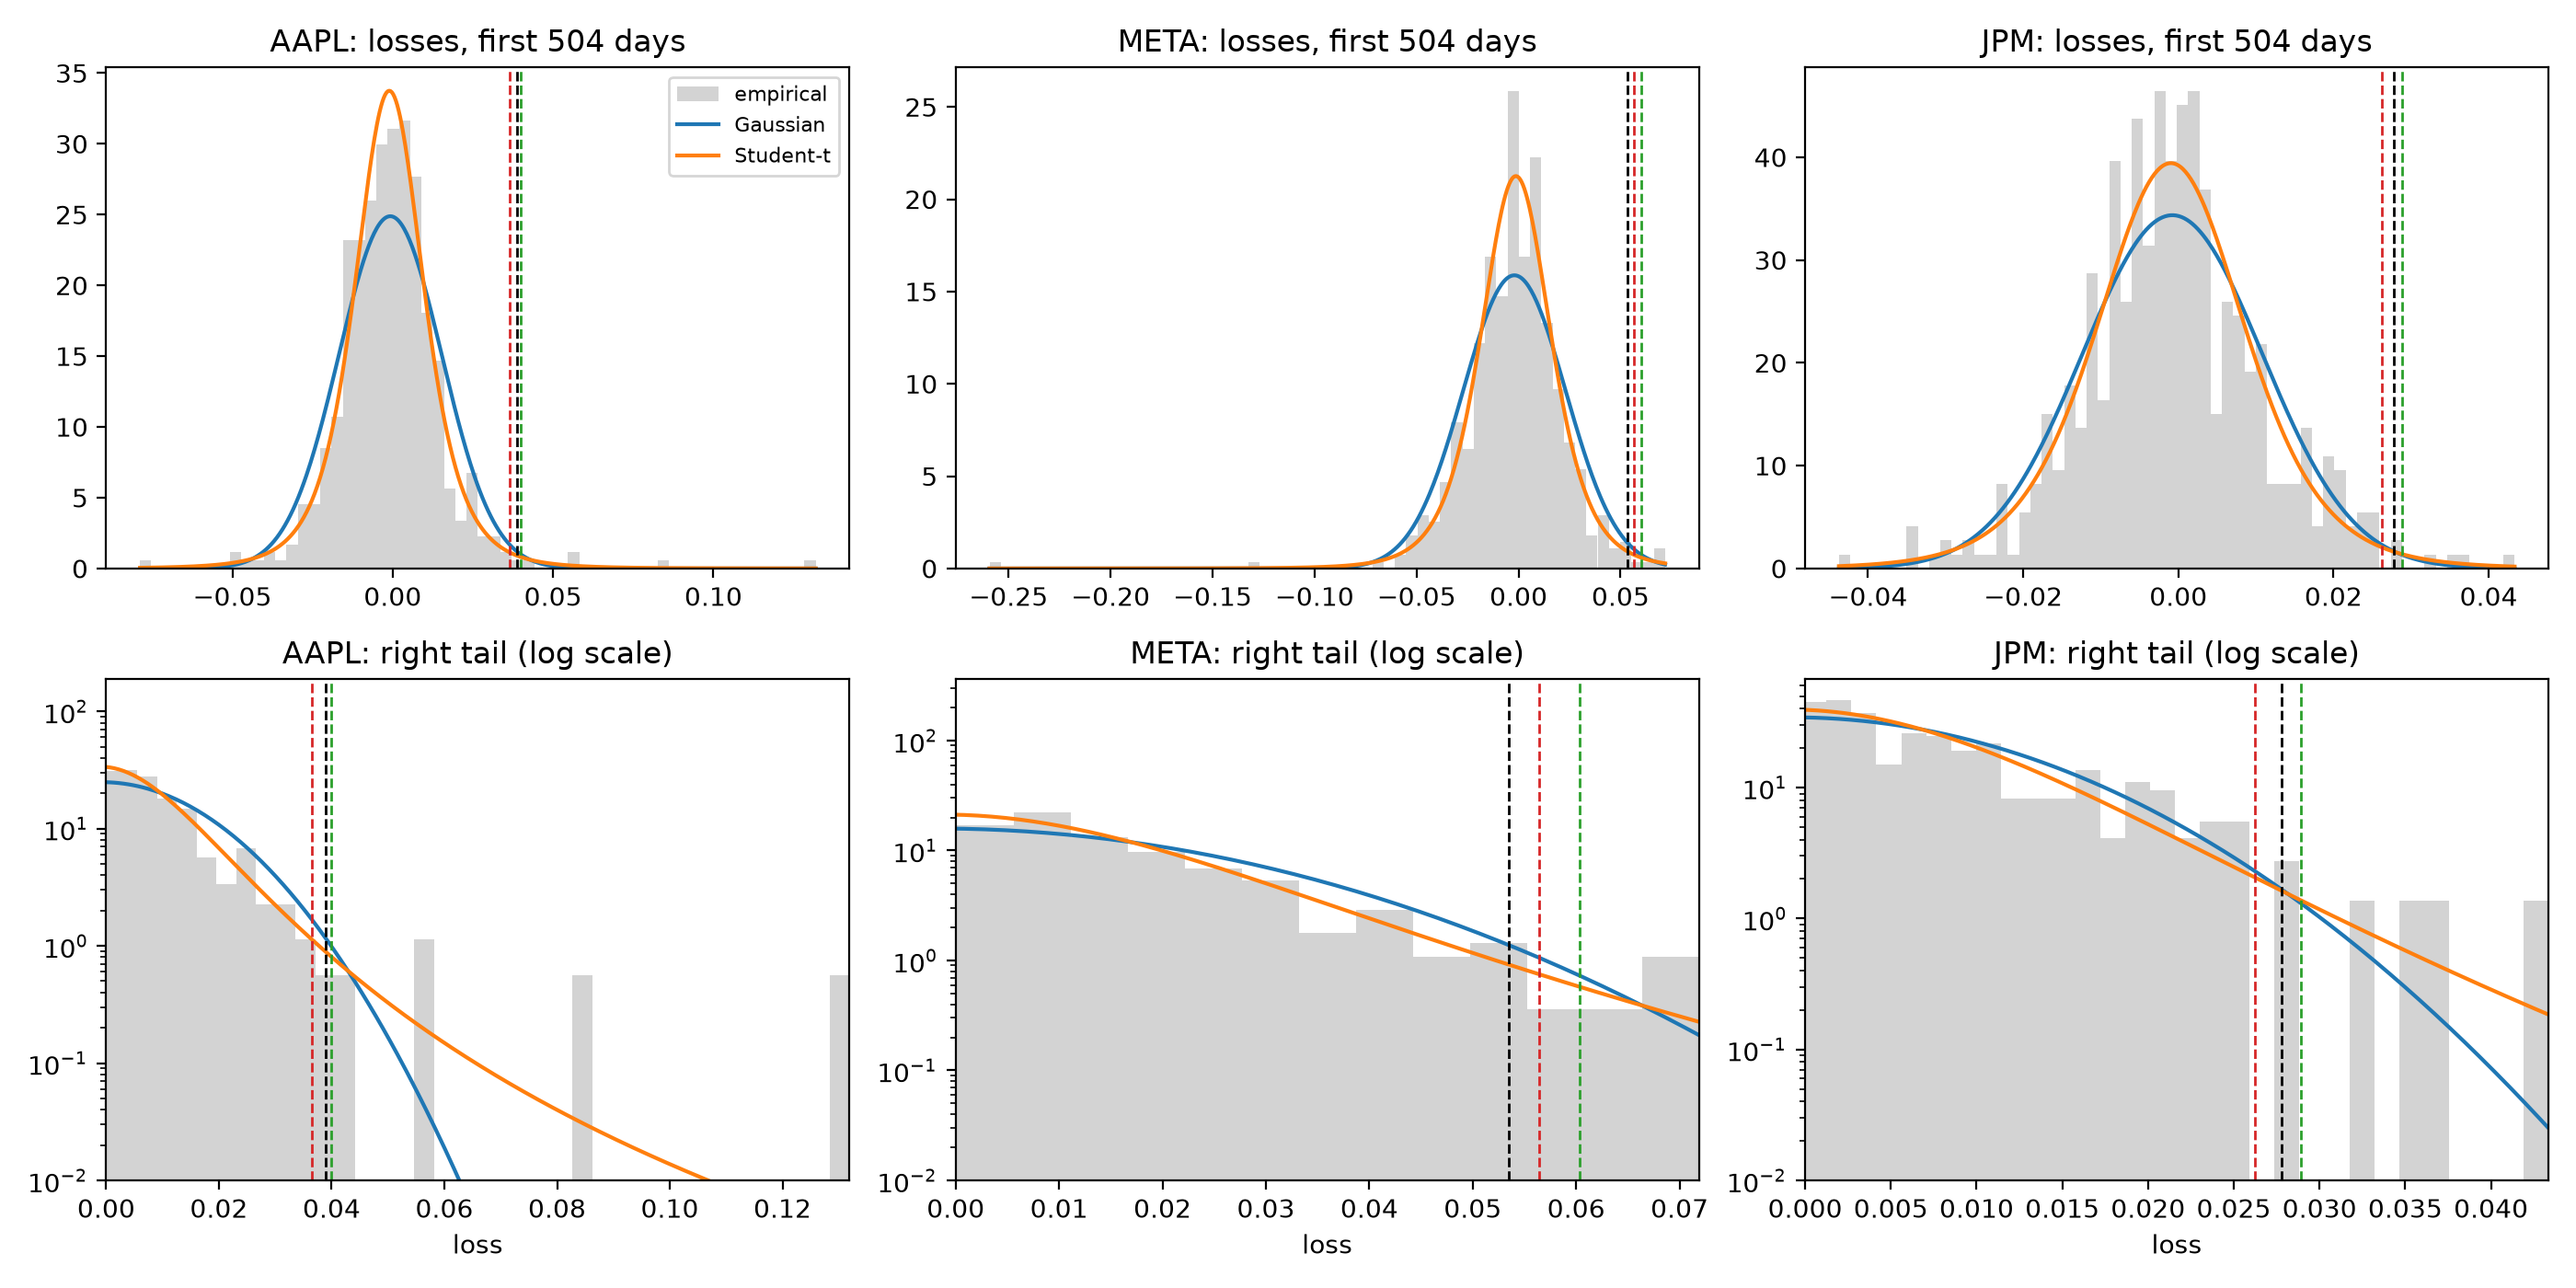 AAPL: losses, first 504 days
35
30
25
20
15
10
5
0
−0.05 0.00 0.05 0.10
empirical
Gaussian
Student-t
META: losses, first 504 days
25
20
15
10
5
0
−0.25 −0.20 −0.15 −0.10 −0.05 0.00 0.05
JPM: losses, first 504 days
40
30
20
10
0
−0.04 −0.02 0.00 0.02 0.04
AAPL: right tail (log scale)
10²
10¹
10⁰
10⁻¹
10⁻²
0.00 0.02 0.04 0.06 0.08 0.10 0.12
loss
META: right tail (log scale)
10²
10¹
10⁰
10⁻¹
10⁻²
0.00 0.01 0.02 0.03 0.04 0.05 0.06 0.07
loss
JPM: right tail (log scale)
10¹
10⁰
10⁻¹
10⁻²
0.000 0.005 0.010 0.015 0.020 0.025 0.030 0.035 0.040
loss